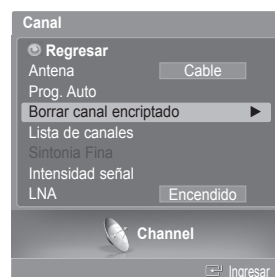 Canal
Regresar
Antena Cable
Prog. Auto
Borrar canal encriptado
Lista de canales
Sintonia Fina
Intensidad señal
LNA Encendido
Channel
Ingresar